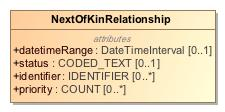 NextOfKinRelationship
attributes
+datetimeRange : DateTimeInterval [0..1]
+status : CODED_TEXT [0..1]
+identifier : IDENTIFIER [0..*]
+priority : COUNT [0..*]